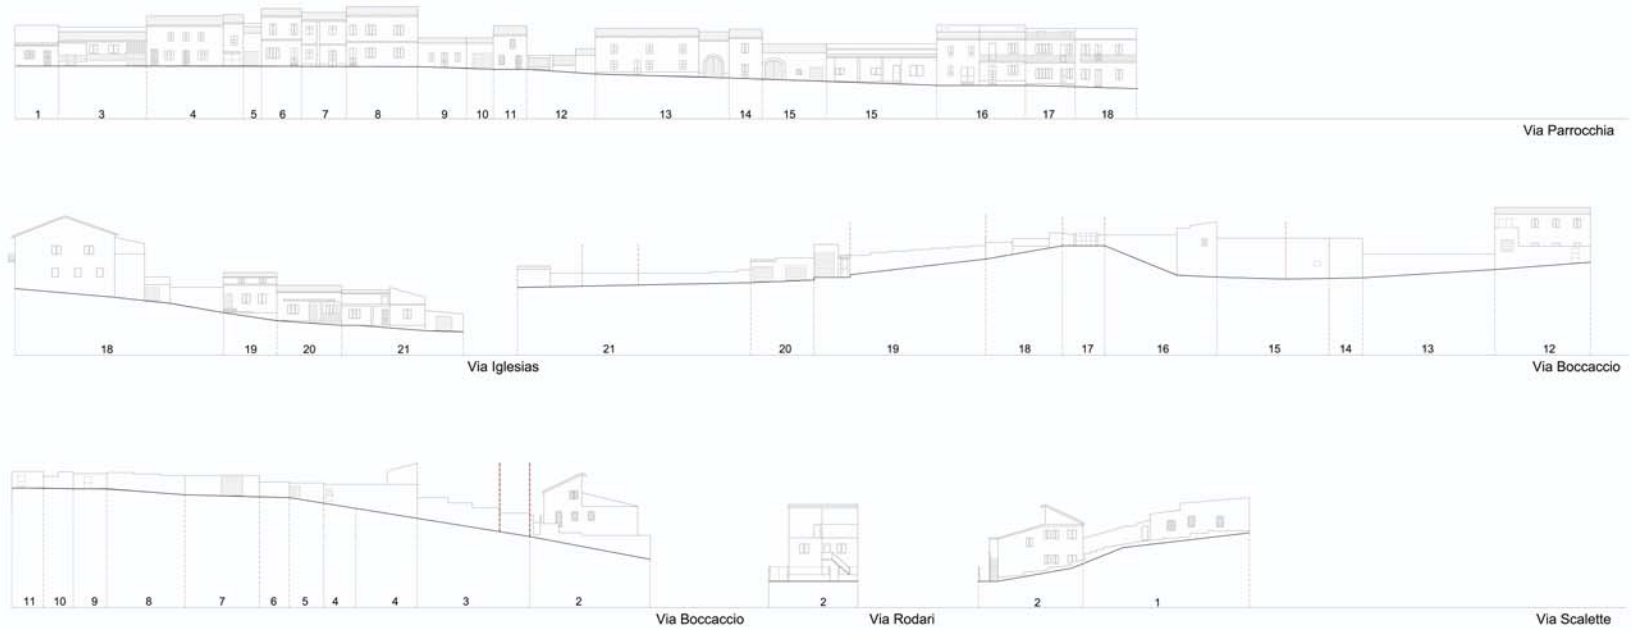 1 3 4 5 6 7 8 9 10 11 12 13 14 15 15 16 17 18
Via Parrocchia
18 19 20 21 21 20 19 18 17 16 15 14 13 12
Via Iglesias Via Boccaccio
11 10 9 8 7 6 5 4 4 3 2 2 2 1
Via Boccaccio Via Rodari Via Scalette